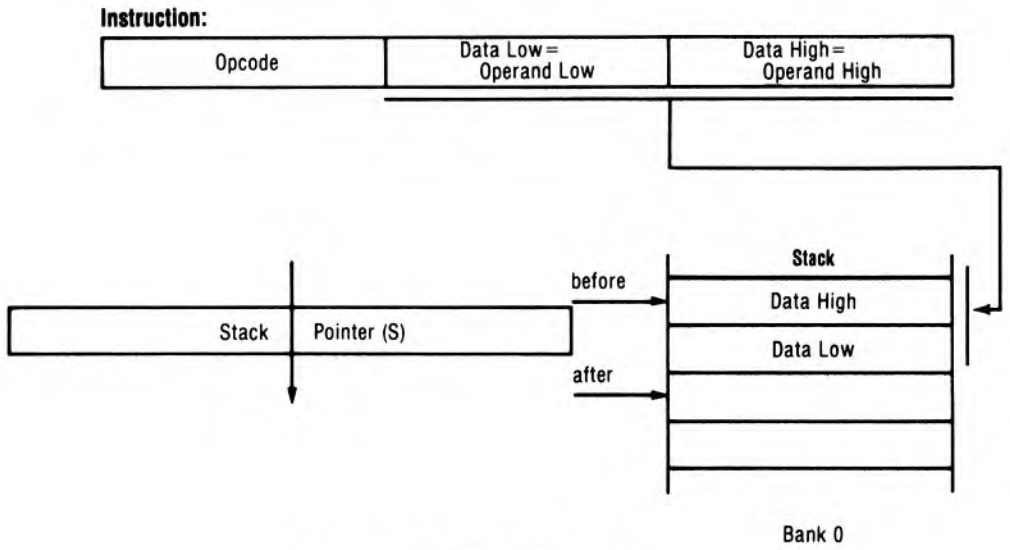 Instruction:
Opcode
Data Low=
Operand Low
Data High=
Operand High
Stack
before
Data High
Stack Pointer (S)
Data Low
after
Bank 0